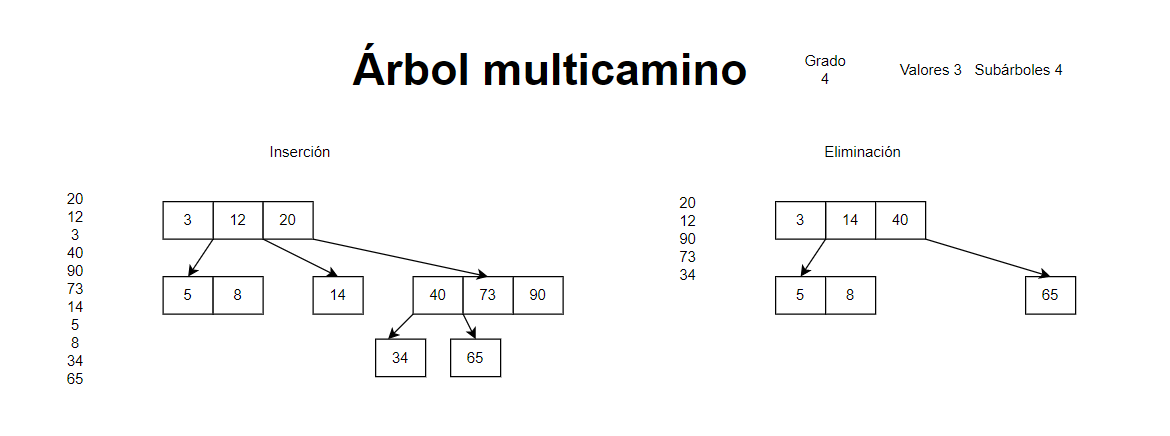 Árbol multicamino
Grado
4
Valores 3
Subárboles 4
Inserción
20
12
3
40
90
73
14
5
8
34
65
3 12 20
5 8
14
40 73 90
34
65
Eliminación
20
12
90
73
34
3 14 40
5 8
65